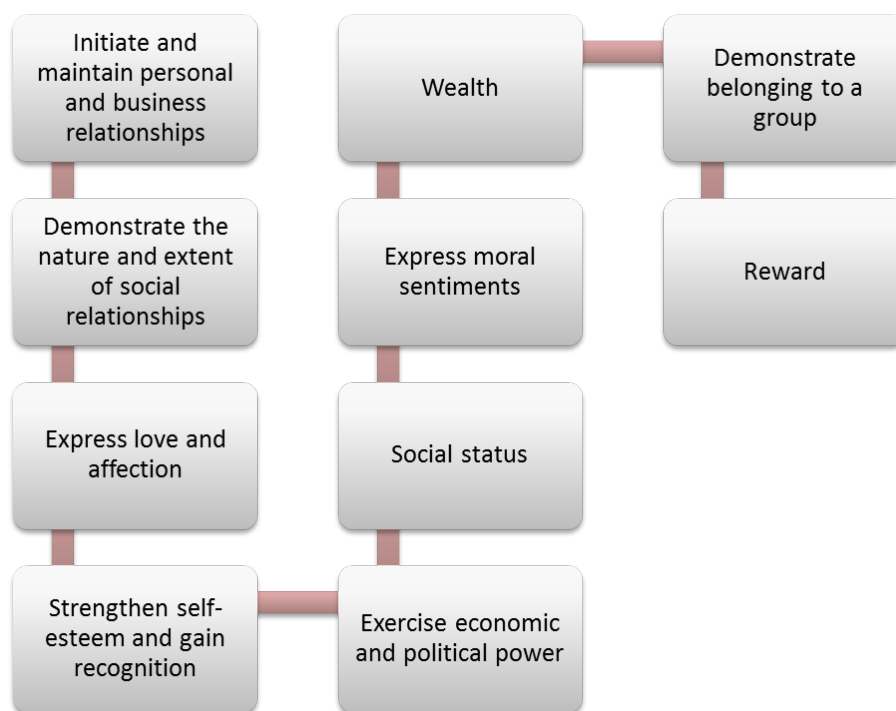 Initiate and
maintain personal
and business
relationships
Demonstrate the
nature and extent
of social
relationships
Express love and
affection
Strengthen self-
esteem and gain
recognition
Exercise economic
and political power
Social status
Express moral
sentiments
Wealth
Demonstrate
belonging to a
group
Reward